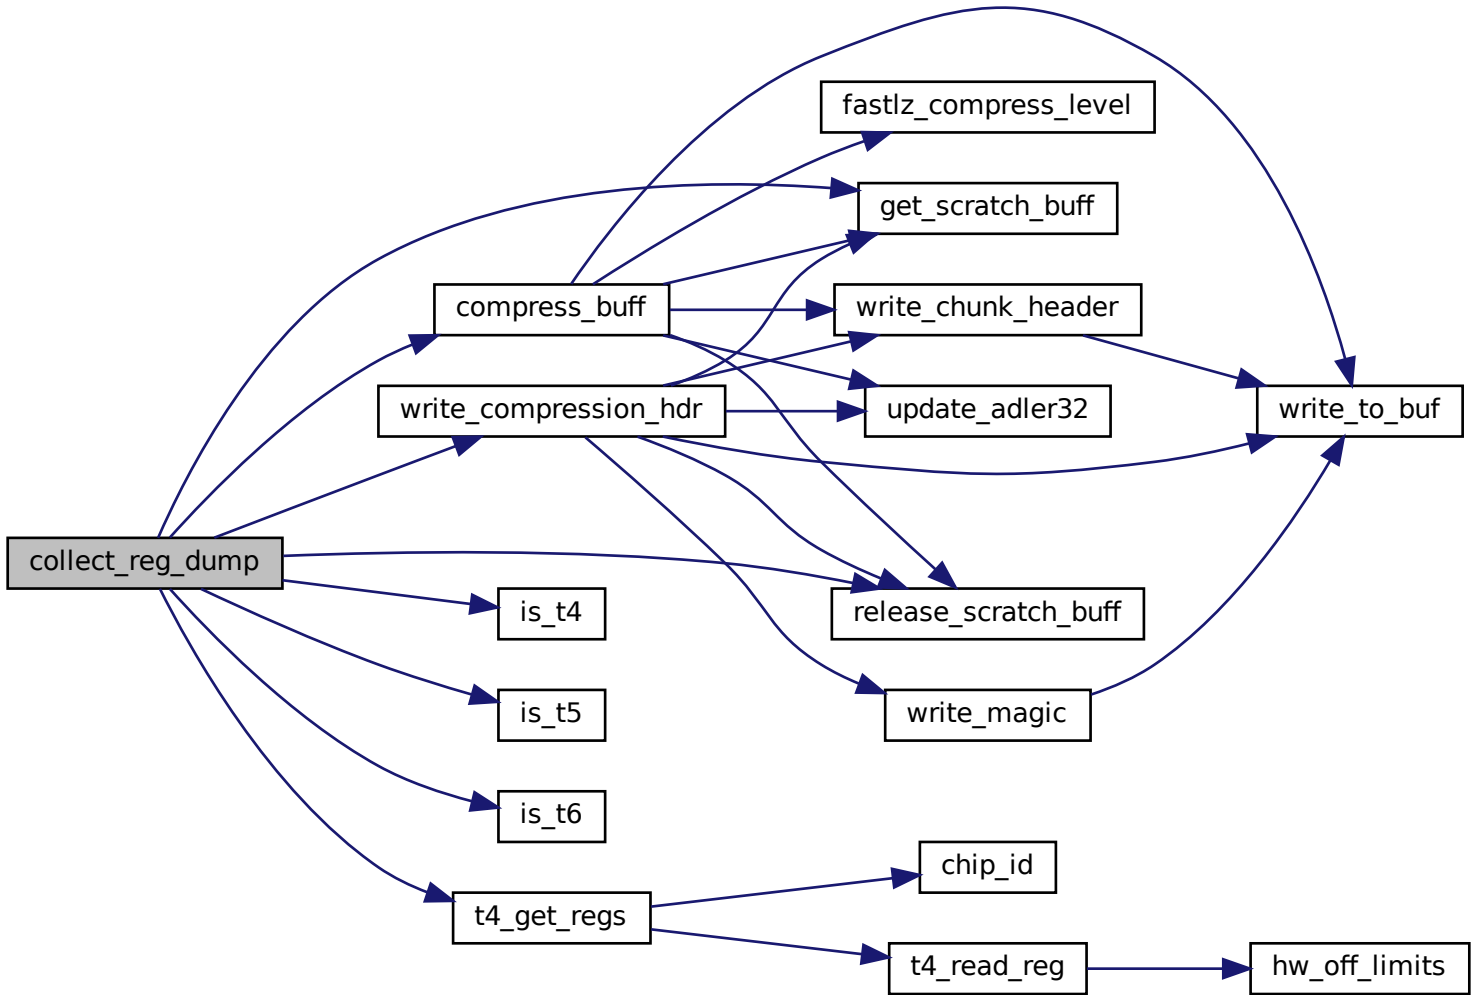 fastlz_compress_level
get_scratch_buff
compress_buff
write_chunk_header
write_compression_hdr
update_adler32
write_to_buf
collect_reg_dump
is_t4
release_scratch_buff
is_t5
write_magic
is_t6
chip_id
t4_get_regs
t4_read_reg
hw_off_limits